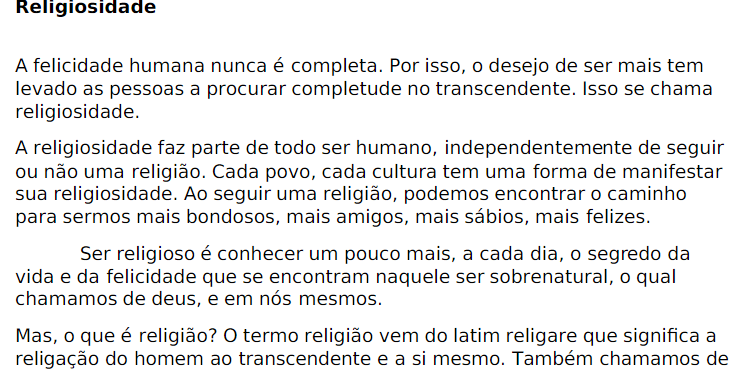 Religiosidade
A felicidade humana nunca é completa. Por isso, o desejo de ser mais tem
levado as pessoas a procurar completude no transcendente. Isso se chama
religiosidade.
A religiosidade faz parte de todo ser humano, independentemente de seguir
ou não uma religião. Cada povo, cada cultura tem uma forma de manifestar
sua religiosidade. Ao seguir uma religião, podemos encontrar o caminho
para sermos mais bondosos, mais amigos, mais sábios, mais felizes.
Ser religioso é conhecer um pouco mais, a cada dia, o segredo da
vida e da felicidade que se encontram naquele ser sobrenatural, o qual
chamamos de deus, e em nós mesmos.
Mas, o que é religião? O termo religião vem do latim religare que significa a
religação do homem ao transcendente e a si mesmo. Também chamamos de